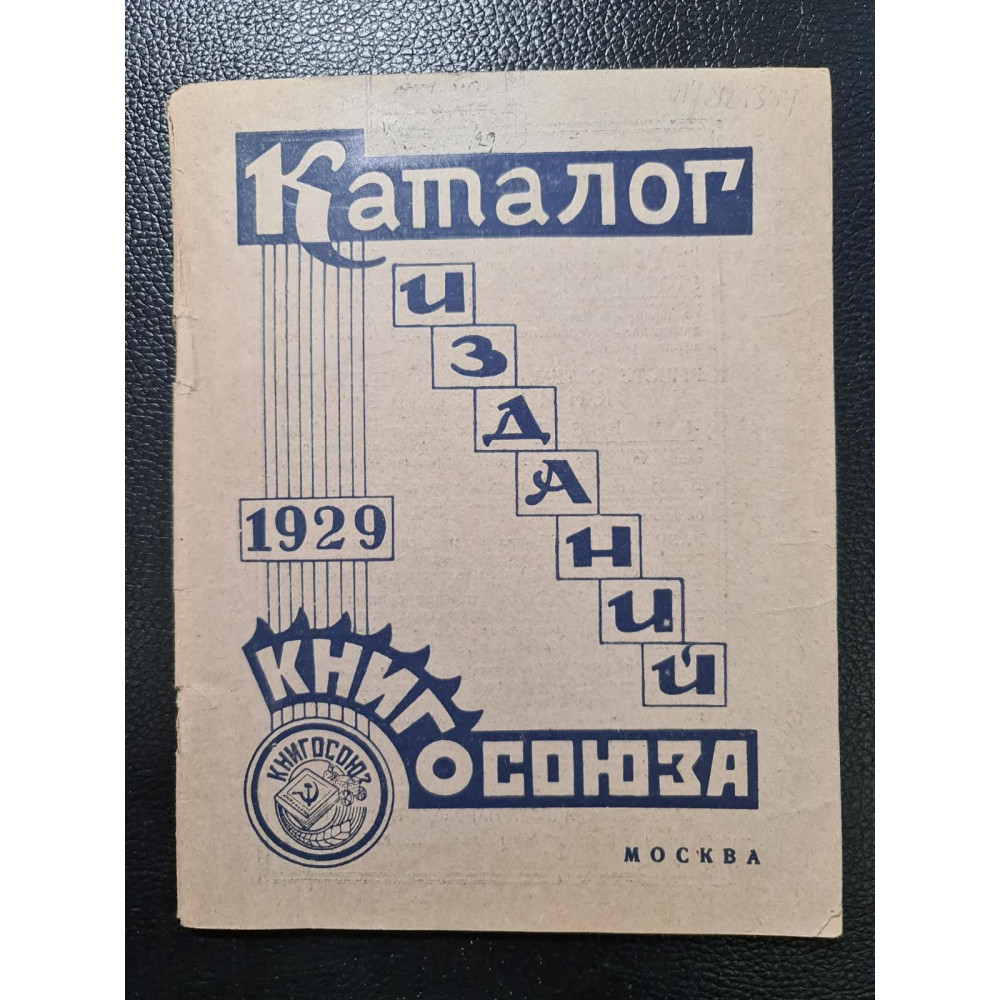 Каталог
изданий
1929
КНИГОСОЮЗА
КНИГОСОЮЗ
МОСКВА